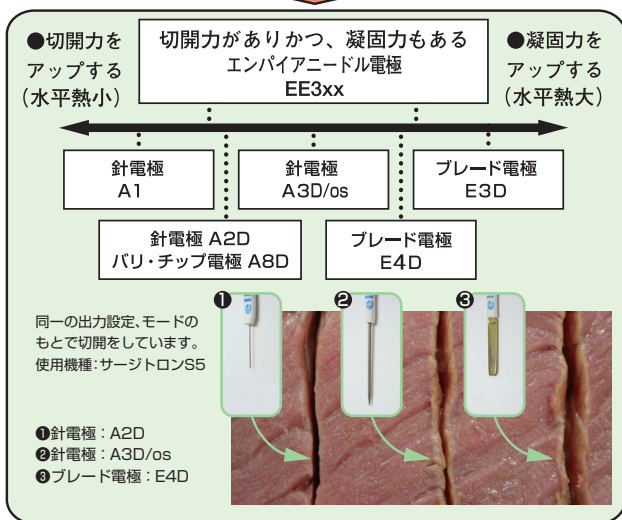 ●切開力を
アップする
(水平熱小)
切開力がありかつ、凝固力もある
エンパイアニードル電極
EE3xx
●凝固力を
アップする
(水平熱大)
針電極
A1
針電極
A3D/os
ブレード電極
E3D
針電極 A2D
バリ・チップ電極 A8D
ブレード電極
E4D
同一の出力設定、モードの
もとで切開をしています。
使用機種:サージトロンS5
❶
❷
❸
❶針電極：A2D
❷針電極：A3D/os
❸ブレード電極：E4D